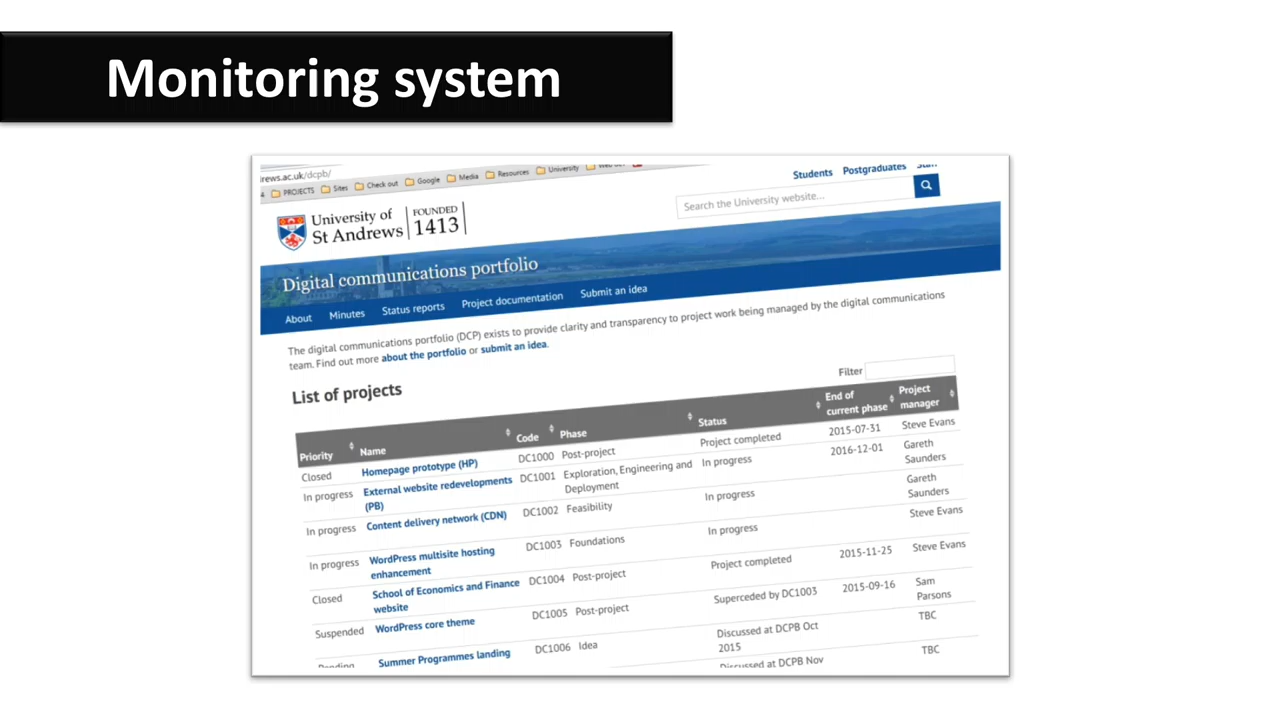 Monitoring system
rews.ac.uk/dcpb/
PROJECTS Sites Check out Google Media Resources University
Students Postgraduates
University of
St Andrews
FOUNDED
1413
Search the University website...
Digital communications portfolio
About Minutes Status reports Project documentation Submit an idea
The digital communications portfolio (DCP) exists to provide clarity and transparency to project work being managed by the digital communications
team. Find out more about the portfolio or submit an idea.
List of projects
Filter
Priority Name Code Phase Status End of current phase Project manager
Closed Homepage prototype (HP) DC1000 Post-project Project completed 2015-07-31 Steve Evans
In progress External website redevelopments (PB) DC1001 Exploration, Engineering and Deployment In progress 2016-12-01 Gareth Saunders
In progress Content delivery network (CDN) DC1002 Feasibility In progress Gareth Saunders
In progress WordPress multisite hosting enhancement DC1003 Foundations In progress Steve Evans
Closed School of Economics and Finance website DC1004 Post-project Project completed 2015-11-25 Steve Evans
Suspended WordPress core theme DC1005 Post-project Superceded by DC1003 2015-09-16 Sam Parsons
Pending Summer Programmes landing DC1006 Idea Discussed at DCPB Oct 2015 TBC
Discussed at DCPB Nov TBC